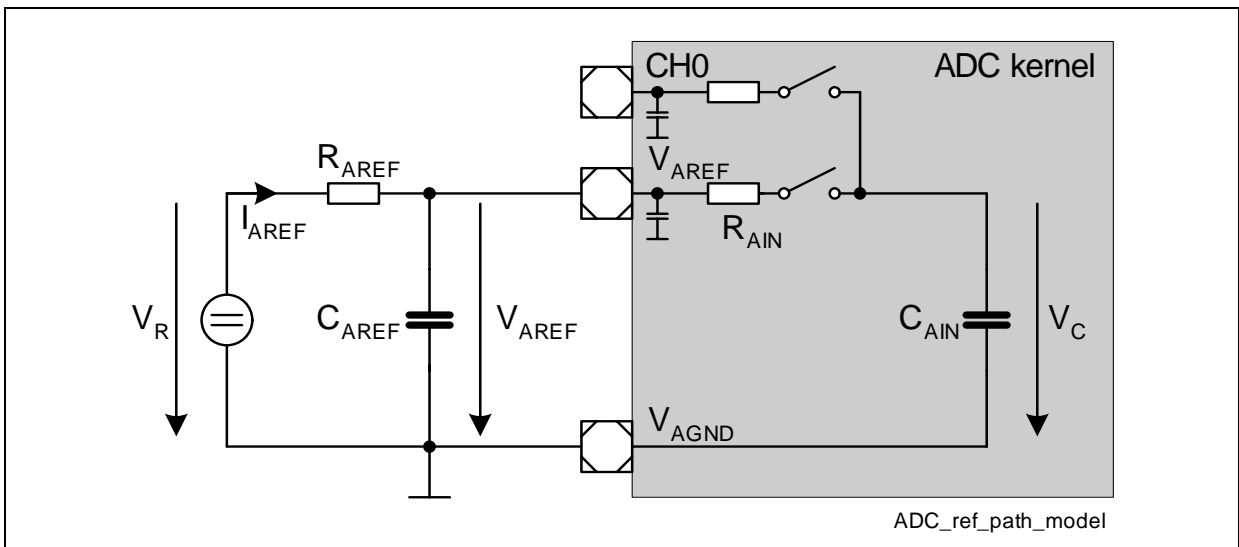 CH0
ADC kernel
R_AREF
V_AREF
I_AREF
R_AIN
V_R
C_AREF
V_AREF
C_AIN
V_C
V_AGND
ADC_ref_path_model